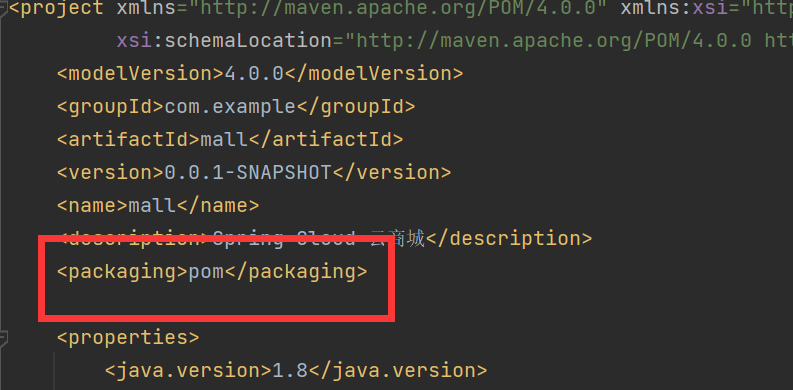 <project xmlns="http://maven.apache.org/POM/4.0.0" xmlns:xsi="http
xsi:schemaLocation="http://maven.apache.org/POM/4.0.0 ht
<modelVersion>4.0.0</modelVersion>
<groupId>com.example</groupId>
<artifactId>mall</artifactId>
<version>0.0.1-SNAPSHOT</version>
<name>mall</name>
<description>Spring Cloud 云商城</description>
<packaging>pom</packaging>
<properties>
<java.version>1.8</java.version>